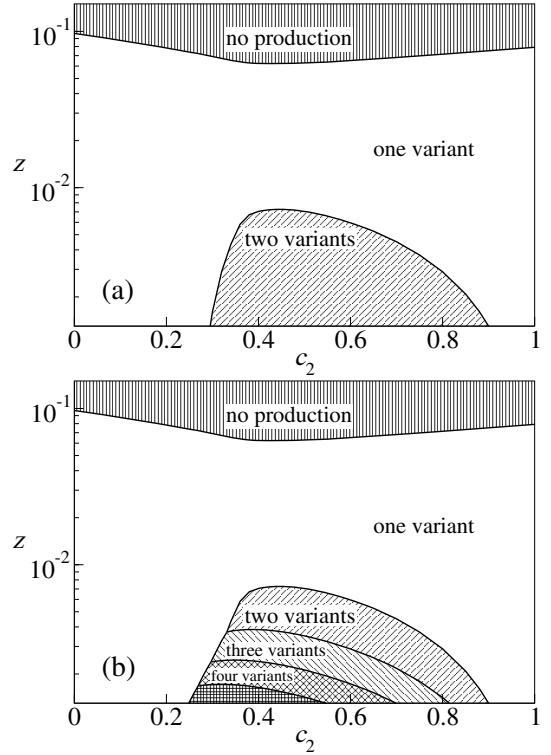 10^-1
no production
one variant
z
10^-2
two variants
(a)
0 0.2 0.4 0.6 0.8 1
c_2
10^-1
no production
one variant
z
10^-2
two variants
three variants
four variants
(b)
0 0.2 0.4 0.6 0.8 1
c_2